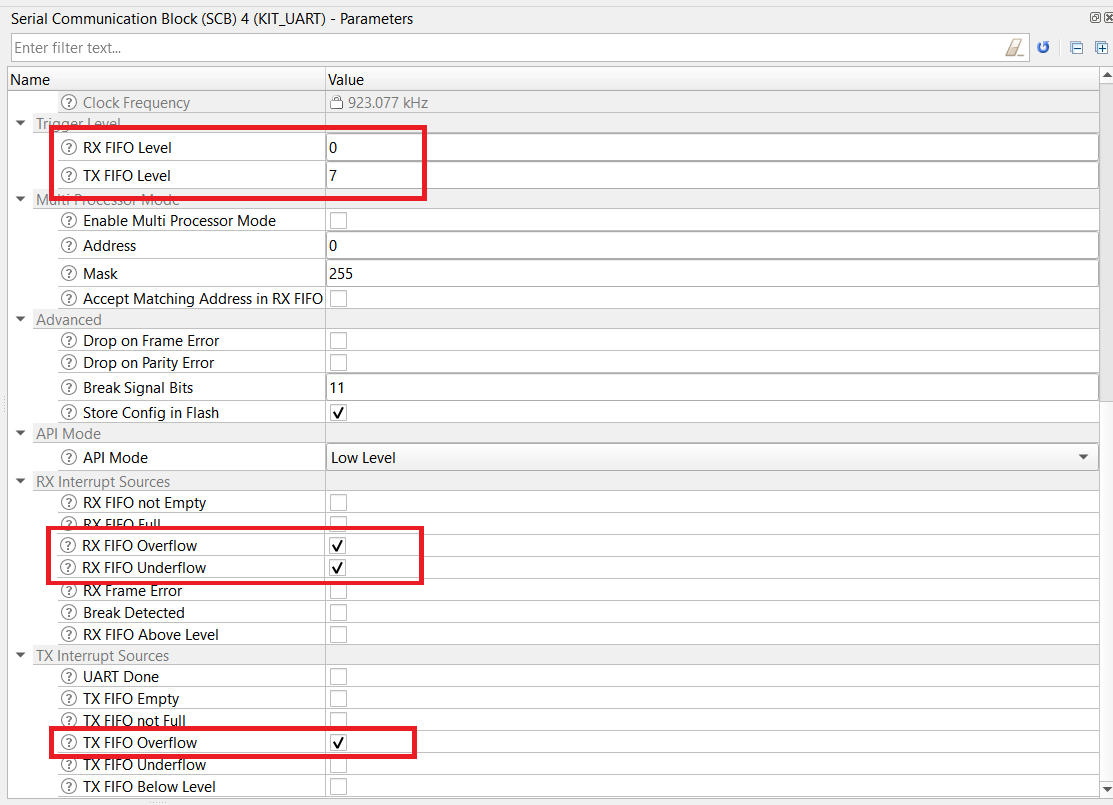 Serial Communication Block (SCB) 4 (KIT_UART) - Parameters
Enter filter text...
Name Value
Clock Frequency 923.077 kHz
Trigger Level
RX FIFO Level 0
TX FIFO Level 7
Multi Processor Mode
Enable Multi Processor Mode
Address 0
Mask 255
Accept Matching Address in RX FIFO
Advanced
Drop on Frame Error
Drop on Parity Error
Break Signal Bits 11
Store Config in Flash
API Mode
API Mode Low Level
RX Interrupt Sources
RX FIFO not Empty
RX FIFO Full
RX FIFO Overflow
RX FIFO Underflow
RX Frame Error
Break Detected
RX FIFO Above Level
TX Interrupt Sources
UART Done
TX FIFO Empty
TX FIFO not Full
TX FIFO Overflow
TX FIFO Underflow
TX FIFO Below Level